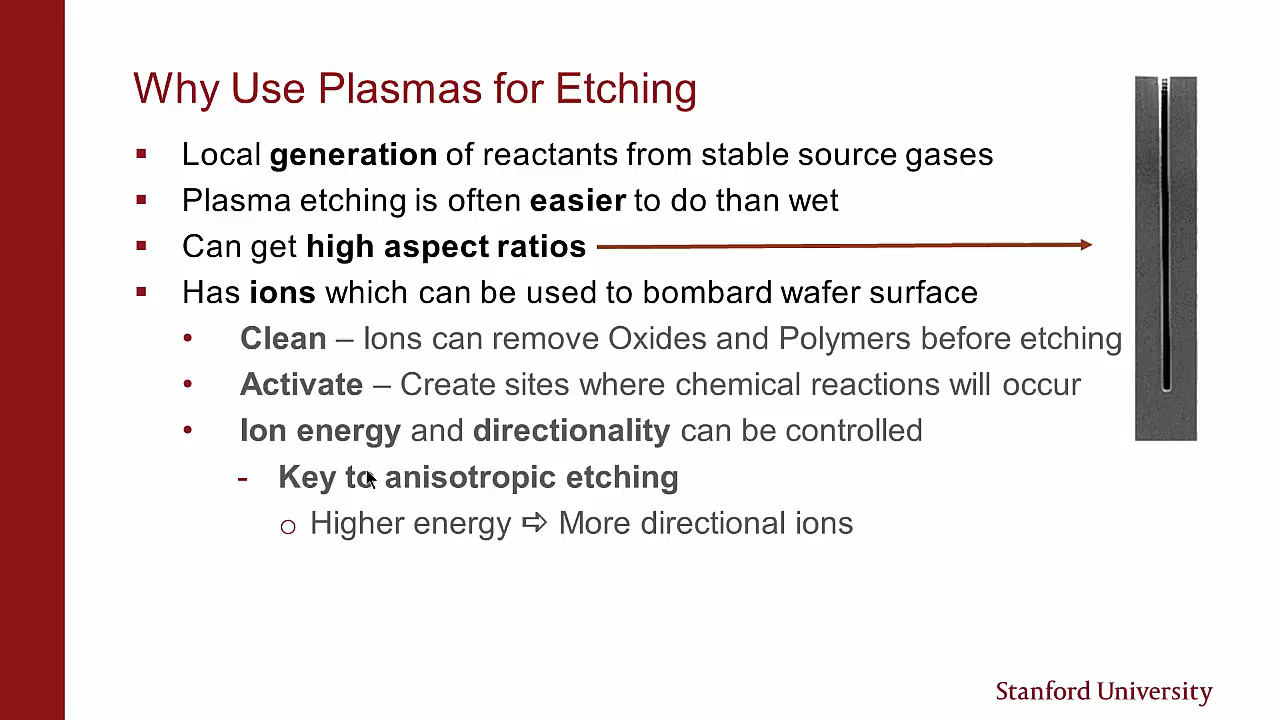 Why Use Plasmas for Etching
▪ Local generation of reactants from stable source gases
▪ Plasma etching is often easier to do than wet
▪ Can get high aspect ratios
▪ Has ions which can be used to bombard wafer surface
• Clean – Ions can remove Oxides and Polymers before etching
• Activate – Create sites where chemical reactions will occur
• Ion energy and directionality can be controlled
- Key to anisotropic etching
o Higher energy ⇨ More directional ions
Stanford University